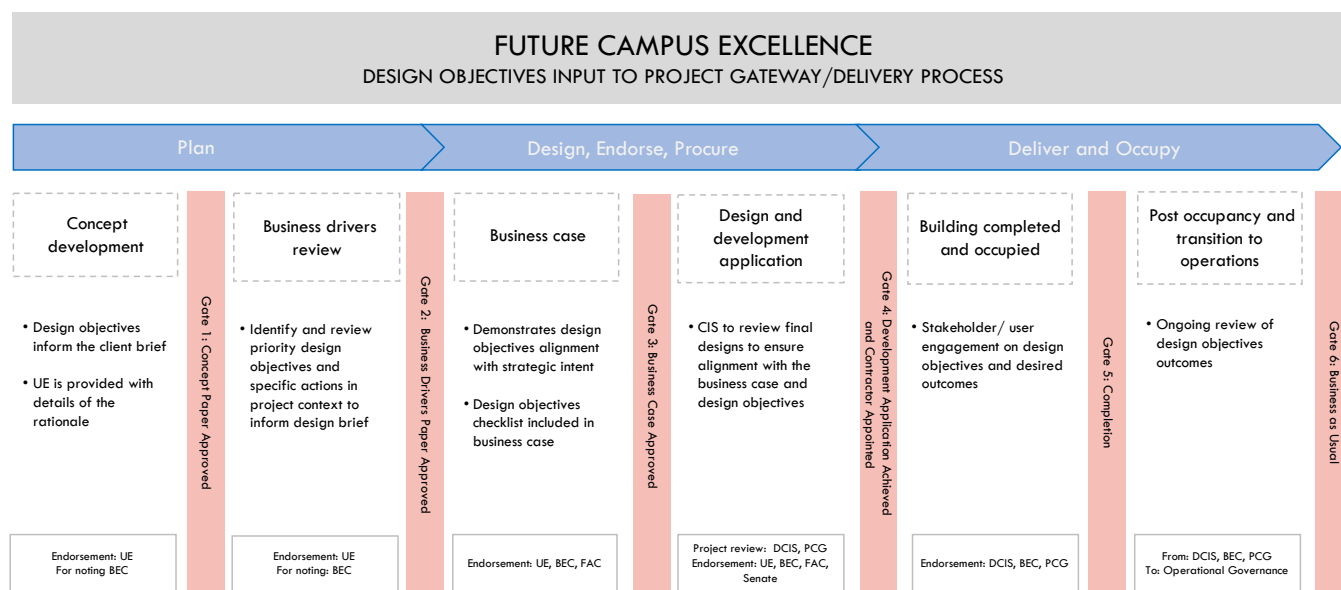 FUTURE CAMPUS EXCELLENCE
DESIGN OBJECTIVES INPUT TO PROJECT GATEWAY/DELIVERY PROCESS
Plan
Design, Endorse, Procure
Deliver and Occupy
Concept
development
• Design objectives
inform the client brief
• UE is provided with
details of the
rationale
Endorsement: UE
For noting BEC
Gate 1: Concept Paper Approved
Business drivers
review
• Identify and review
priority design
objectives and
specific actions in
project context to
inform design brief
Endorsement: UE
For noting: BEC
Gate 2: Business Drivers Paper Approved
Business case
• Demonstrates design
objectives alignment
with strategic intent
• Design objectives
checklist included in
business case
Endorsement: UE, BEC, FAC
Gate 3: Business Case Approved
Design and
development
application
• CIS to review final
designs to ensure
alignment with the
business case and
design objectives
Project review: DCIS, PCG
Endorsement: UE, BEC, FAC,
Senate
Gate 4: Development Application Achieved
and Contractor Appointed
Building completed
and occupied
• Stakeholder/ user
engagement on design
objectives and desired
outcomes
Endorsement: DCIS, BEC, PCG
Gate 5: Completion
Post occupancy and
transition to
operations
• Ongoing review of
design objectives
outcomes
From: DCIS, BEC, PCG
To: Operational Governance
Gate 6: Business as Usual